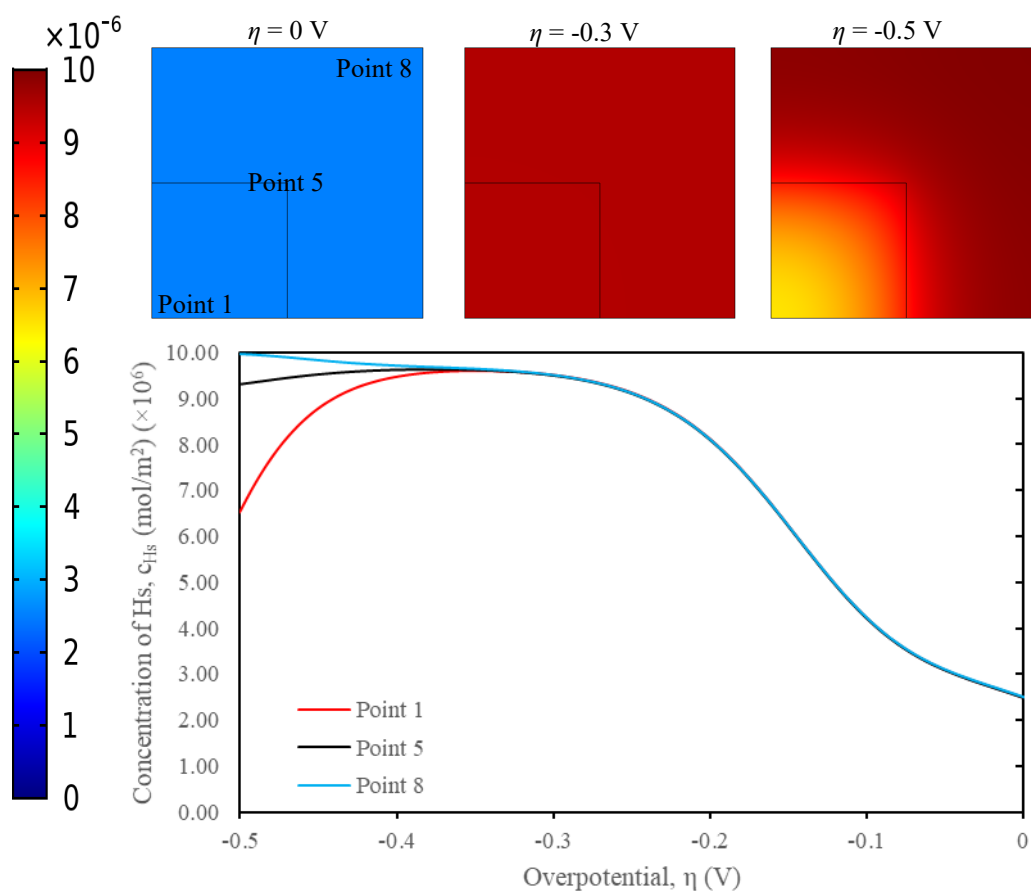 ×10⁻⁶
10
9
8
7
6
5
4
3
2
1
0
η = 0 V
η = -0.3 V
η = -0.5 V
Point 8
Point 5
Point 1
Concentration of Hs, c_Hs (mol/m²) (×10⁶)
10.00
9.00
8.00
7.00
6.00
5.00
4.00
3.00
2.00
1.00
0.00
Point 1
Point 5
Point 8
-0.5 -0.4 -0.3 -0.2 -0.1 0
Overpotential, η (V)